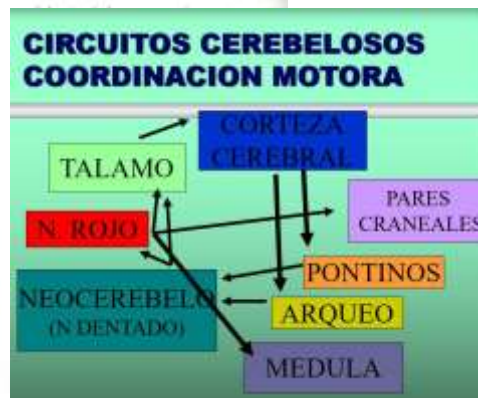 CIRCUITOS CEREBELOSOS
COORDINACION MOTORA
CORTEZA
CEREBRAL
TALAMO
PARES
CRANEALES
N. ROJO
PONTINOS
NEOCEREBELO
(N DENTADO)
ARQUEO
MEDULA